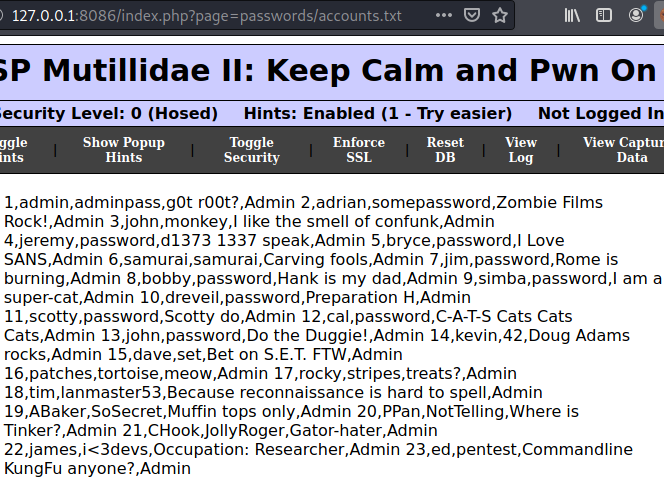 127.0.0.1:8086/index.php?page=passwords/accounts.txt
SP Mutillidae II: Keep Calm and Pwn On
Security Level: 0 (Hosed) Hints: Enabled (1 - Try easier) Not Logged In
Show Popup Hints
Toggle Security
Enforce SSL
Reset DB
View Log
View Captur
Data
1,admin,adminpass,g0t r00t?,Admin 2,adrian,somepassword,Zombie Films
Rock!,Admin 3,john,monkey,I like the smell of confunk,Admin
4,jeremy,password,d1373 1337 speak,Admin 5,bryce,password,I Love
SANS,Admin 6,samurai,samurai,Carving fools,Admin 7,jim,password,Rome is
burning,Admin 8,bobby,password,Hank is my dad,Admin 9,simba,password,I am a
super-cat,Admin 10,dreveil,password,Preparation H,Admin
11,scotty,password,Scotty do,Admin 12,cal,password,C-A-T-S Cats Cats
Cats,Admin 13,john,password,Do the Duggie!,Admin 14,kevin,42,Doug Adams
rocks,Admin 15,dave,set,Bet on S.E.T. FTW,Admin
16,patches,tortoise,meow,Admin 17,rocky,stripes,treats?,Admin
18,tim,lanmaster53,Because reconnaissance is hard to spell,Admin
19,ABaker,SoSecret,Muffin tops only,Admin 20,PPan,NotTelling,Where is
Tinker?,Admin 21,CHook,JollyRoger,Gator-hater,Admin
22,james,i<3devs,Occupation: Researcher,Admin 23,ed,pentest,Commandline
KungFu anyone?,Admin